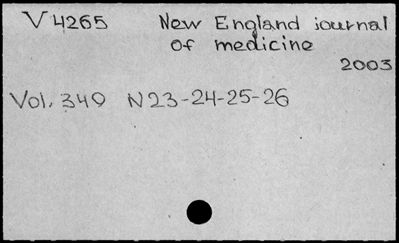 V 4265 New England journal
of medicine
2003
Vol. 349 N 23-24-25-26